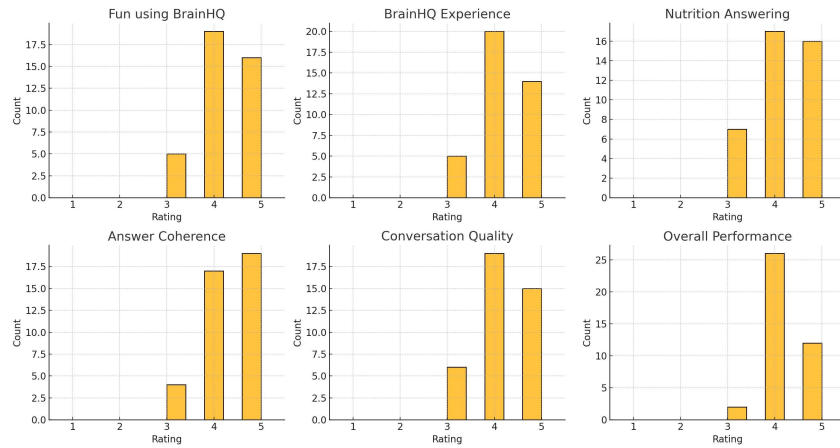 Fun using BrainHQ
Count
17.5
15.0
12.5
10.0
7.5
5.0
2.5
0.0
1 2 3 4 5
Rating
BrainHQ Experience
Count
20.0
17.5
15.0
12.5
10.0
7.5
5.0
2.5
0.0
1 2 3 4 5
Rating
Nutrition Answering
Count
16
14
12
10
8
6
4
2
0
1 2 3 4 5
Rating
Answer Coherence
Count
17.5
15.0
12.5
10.0
7.5
5.0
2.5
0.0
1 2 3 4 5
Rating
Conversation Quality
Count
17.5
15.0
12.5
10.0
7.5
5.0
2.5
0.0
1 2 3 4 5
Rating
Overall Performance
Count
25
20
15
10
5
0
1 2 3 4 5
Rating